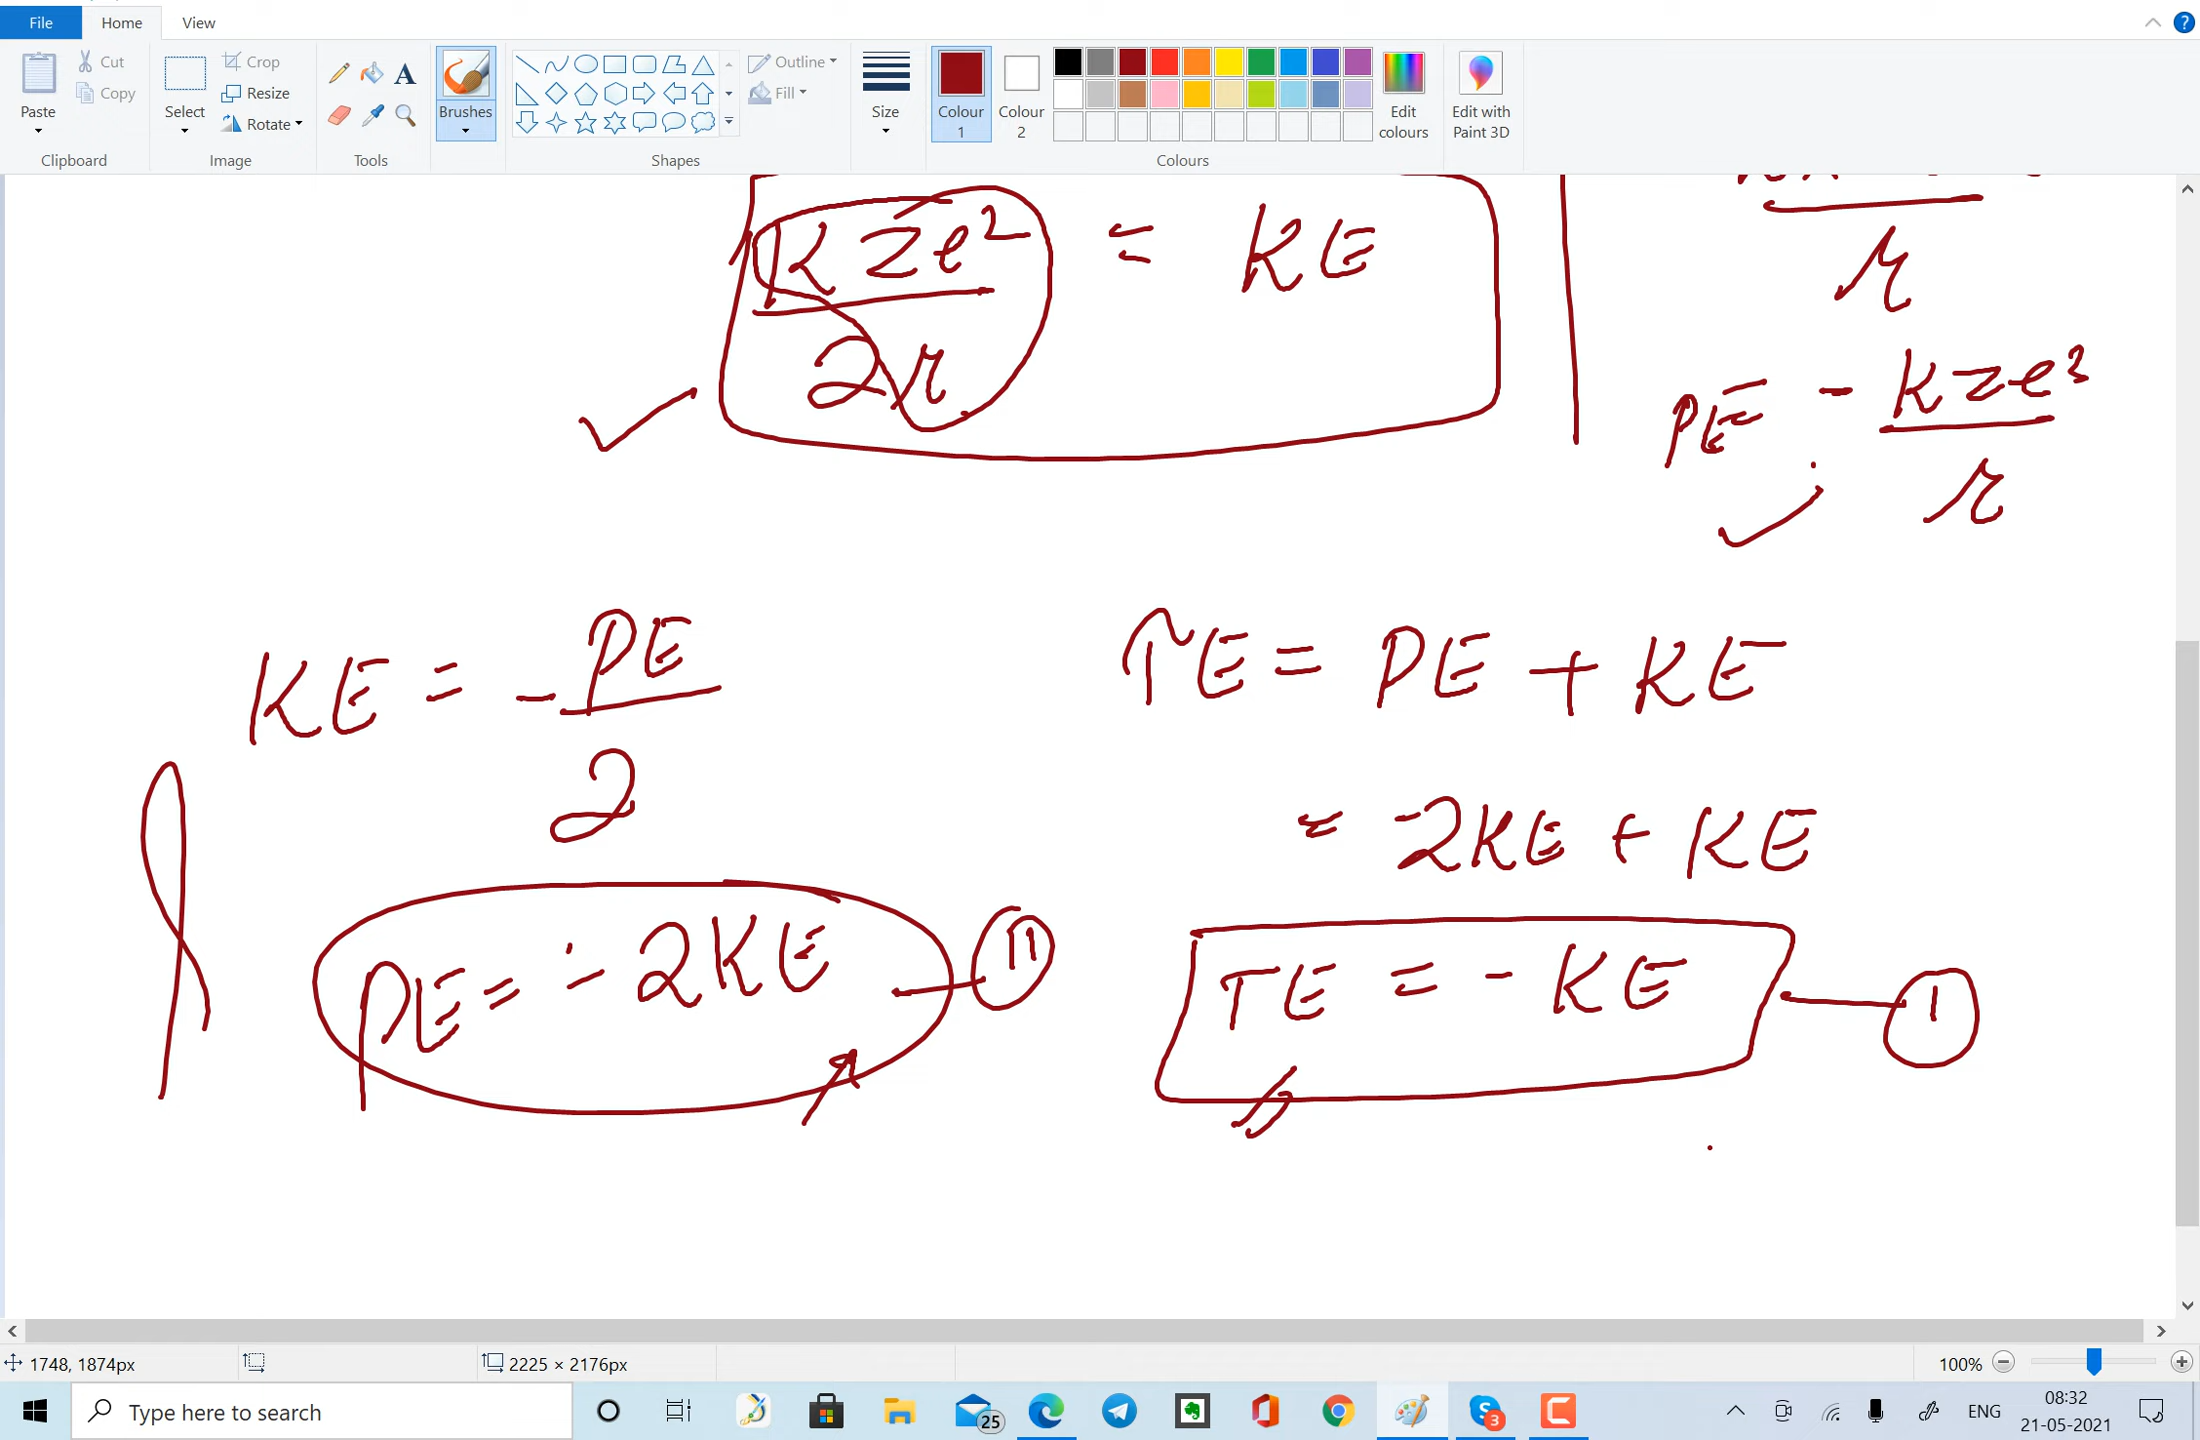 File Home View
Cut
Copy
Paste
Clipboard
Select
Crop
Resize
Rotate
Image
A
Tools
Brushes
Shapes
Outline
Fill
Size
Colour 1
Colour 2
Edit colours
Edit with Paint 3D
Colours
KZe² = KE
2r
r
PE = - KZe²
r
KE = - PE
2
TE = PE + KE
= -2KE + KE
PE = - 2KE — II
TE = - KE — I
1748, 1874px
2225 × 2176px
100%
Type here to search
25
3
ENG
08:32
21-05-2021